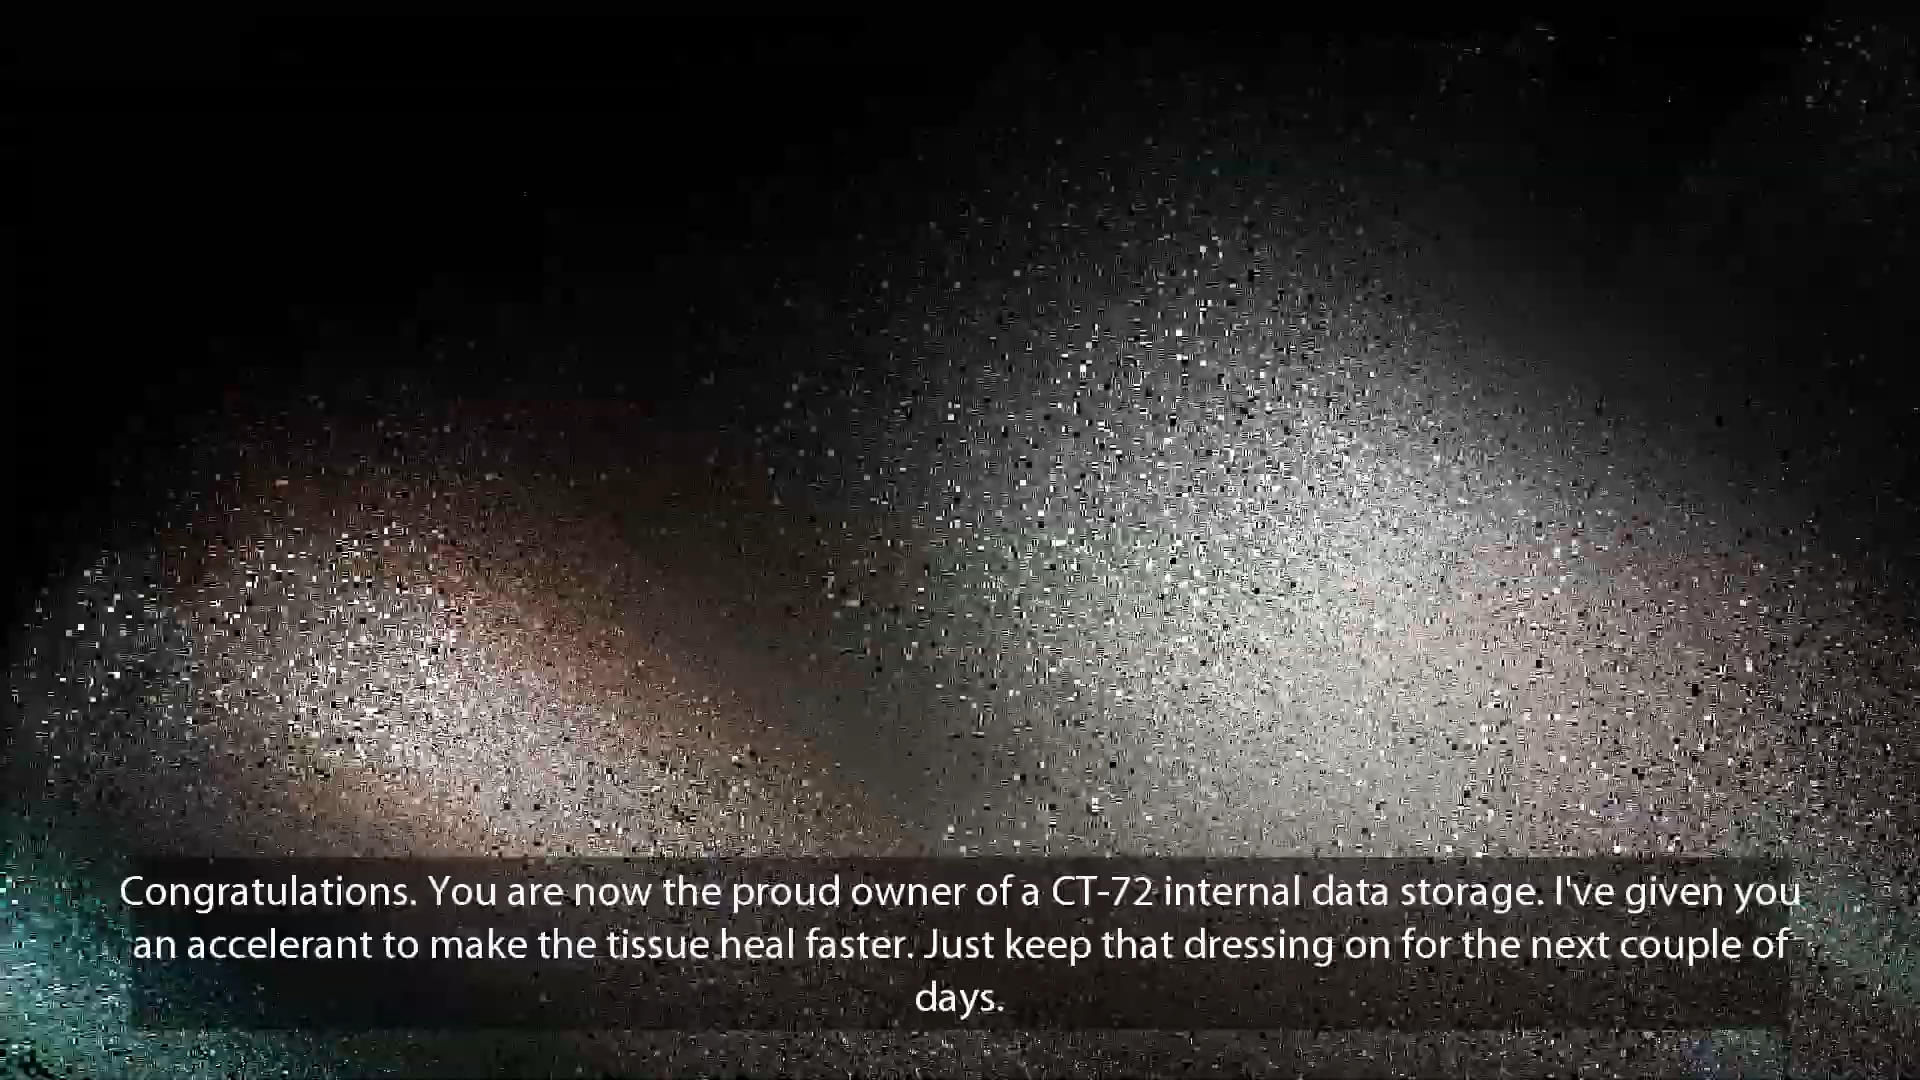 Congratulations. You are now the proud owner of a CT-72 internal data storage. I've given you
an accelerant to make the tissue heal faster. Just keep that dressing on for the next couple of
days.